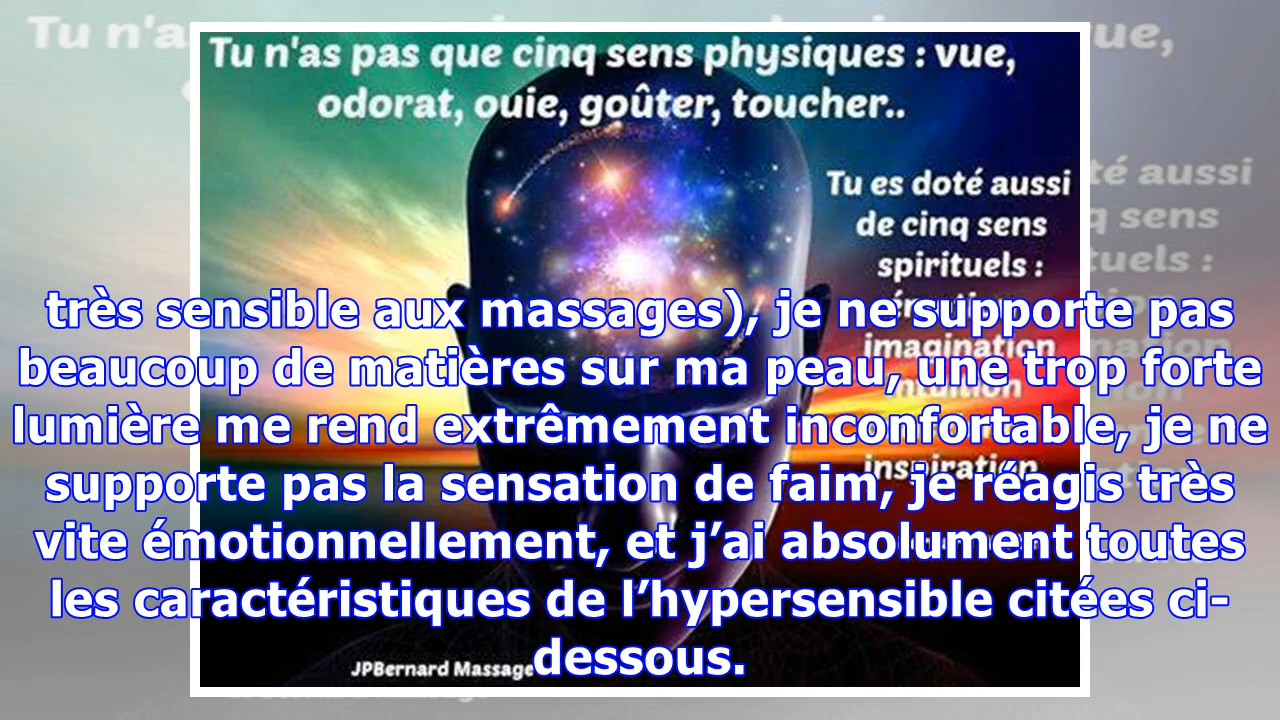 Tu n'as pas que cinq sens physiques : vue,
odorat, ouie, goûter, toucher..
Tu es doté aussi
de cinq sens
spirituels :
imagination
intuition
inspiration
très sensible aux massages), je ne supporte pas
beaucoup de matières sur ma peau, une trop forte
lumière me rend extrêmement inconfortable, je ne
supporte pas la sensation de faim, je réagis très
vite émotionnellement, et j’ai absolument toutes
les caractéristiques de l’hypersensible citées ci-
dessous.
JPBernard Massage